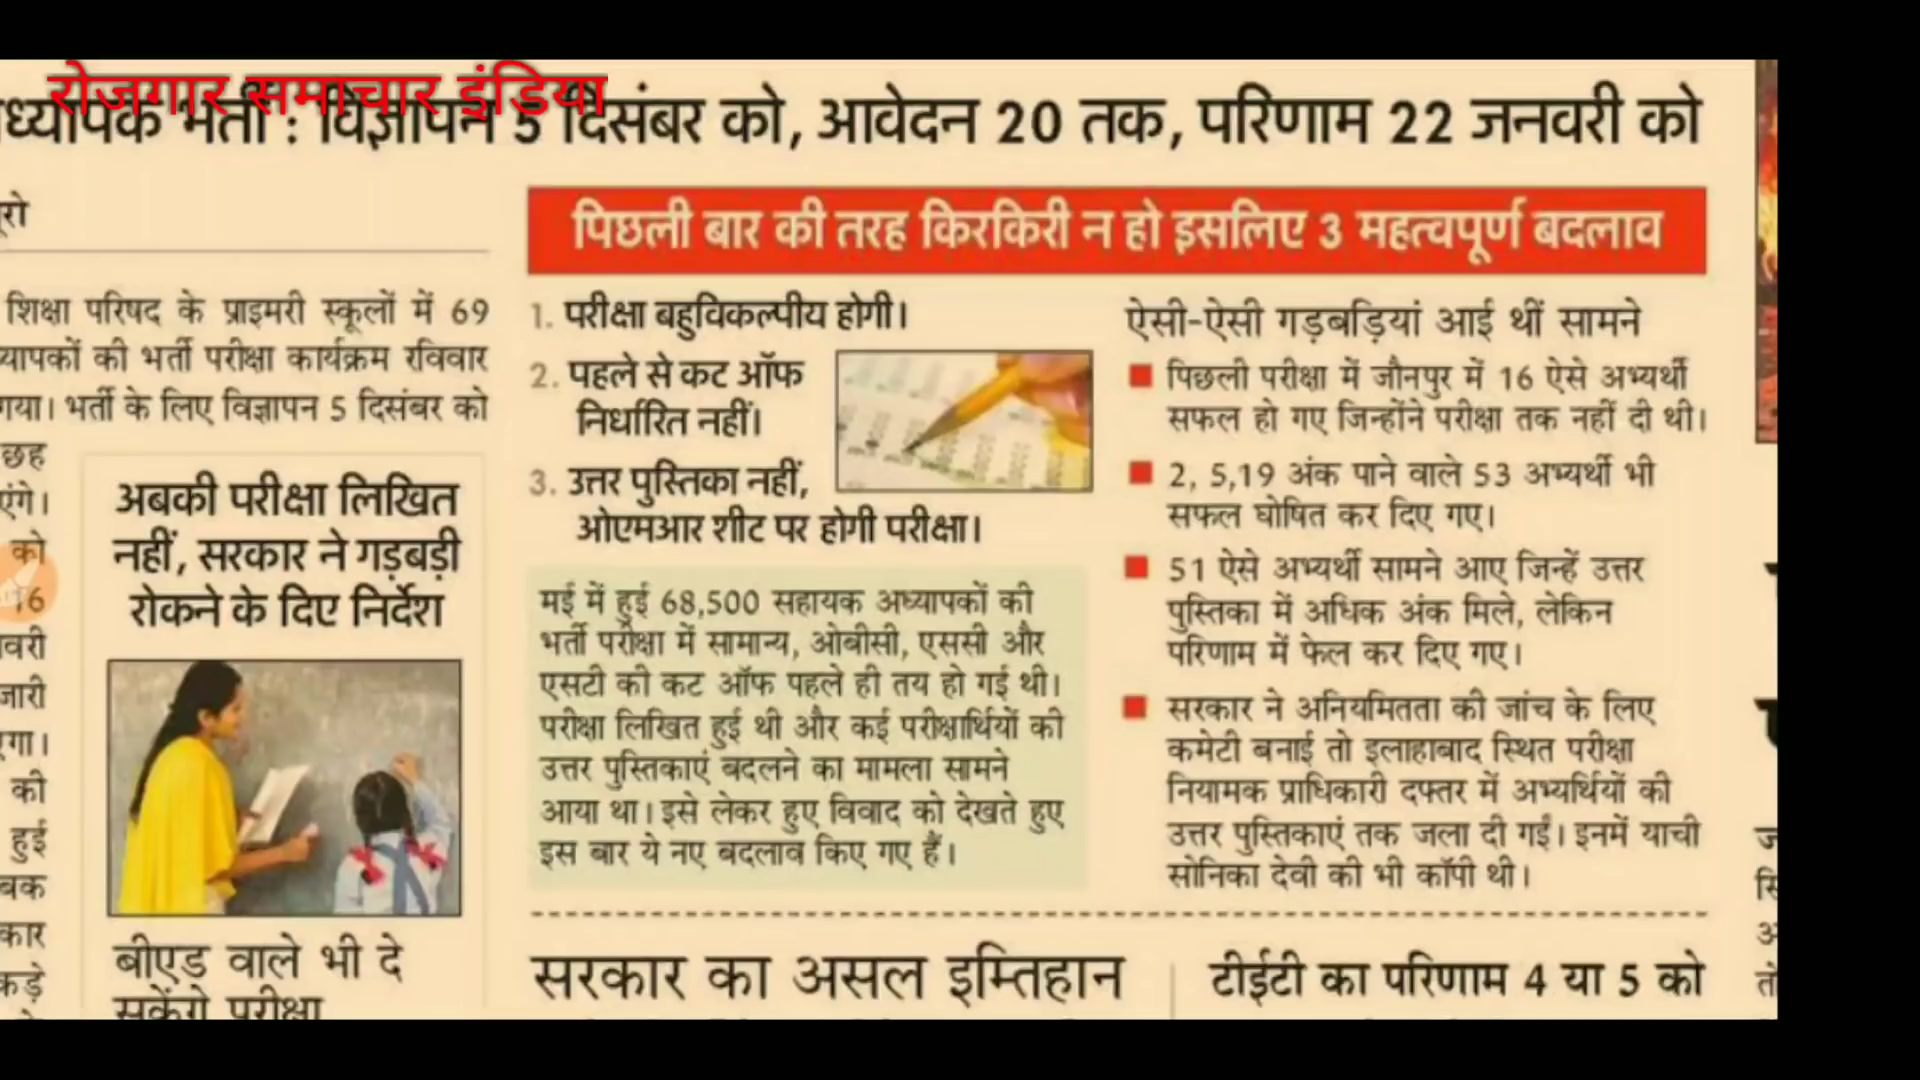 रोजगार समाचार इंडिया
भर्ती : विज्ञापन 5 दिसंबर को, आवेदन 20 तक, परिणाम 22 जनवरी को
शिक्षा परिषद के प्राइमरी स्कूलों में 69
की भर्ती परीक्षा कार्यक्रम रविवार
गया। भर्ती के लिए विज्ञापन 5 दिसंबर को
छह
को
16
की
हुई
अबकी परीक्षा लिखित
नहीं, सरकार ने गड़बड़ी
रोकने के दिए निर्देश
बीएड वाले भी दे
सकेंगे परीक्षा
पिछली बार की तरह किरकिरी न हो इसलिए 3 महत्वपूर्ण बदलाव
1. परीक्षा बहुविकल्पीय होगी।
2. पहले से कट ऑफ
निर्धारित नहीं।
3. उत्तर पुस्तिका नहीं,
ओएमआर शीट पर होगी परीक्षा।
मई में हुई 68,500 सहायक अध्यापकों की
भर्ती परीक्षा में सामान्य, ओबीसी, एससी और
एसटी की कट ऑफ पहले ही तय हो गई थी।
परीक्षा लिखित हुई थी और कई परीक्षार्थियों की
उत्तर पुस्तिकाएं बदलने का मामला सामने
आया था। इसे लेकर हुए विवाद को देखते हुए
इस बार ये नए बदलाव किए गए हैं।
ऐसी-ऐसी गड़बड़ियां आई थीं सामने
पिछली परीक्षा में जौनपुर में 16 ऐसे अभ्यर्थी
सफल हो गए जिन्होंने परीक्षा तक नहीं दी थी।
2, 5,19 अंक पाने वाले 53 अभ्यर्थी भी
सफल घोषित कर दिए गए।
51 ऐसे अभ्यर्थी सामने आए जिन्हें उत्तर
पुस्तिका में अधिक अंक मिले, लेकिन
परिणाम में फेल कर दिए गए।
सरकार ने अनियमितता की जांच के लिए
कमेटी बनाई तो इलाहाबाद स्थित परीक्षा
नियामक प्राधिकारी दफ्तर में अभ्यर्थियों की
उत्तर पुस्तिकाएं तक जला दी गईं। इनमें याची
सोनिका देवी की भी कॉपी थी।
सरकार का असल इम्तिहान
टीईटी का परिणाम 4 या 5 को